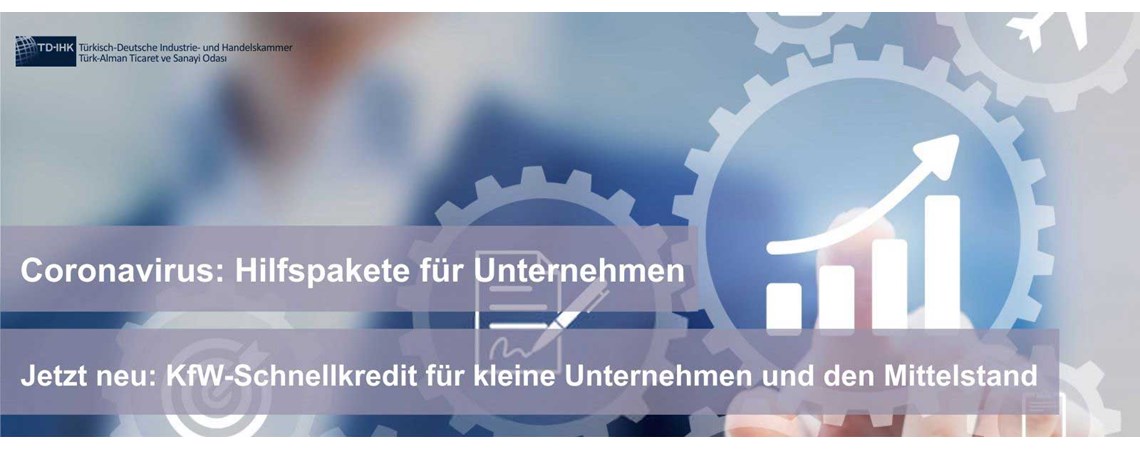 TD-IHK
Türkisch-Deutsche Industrie- und Handelskammer
Türk-Alman Ticaret ve Sanayi Odası
Coronavirus: Hilfspakete für Unternehmen
Jetzt neu: KfW-Schnellkredit für kleine Unternehmen und den Mittelstand